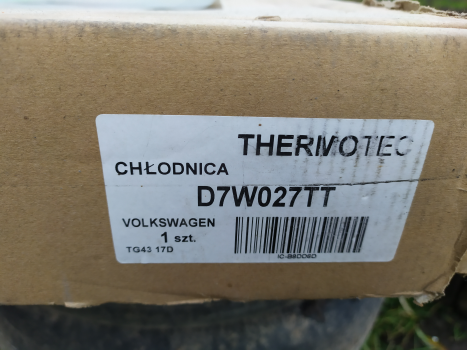 THERMOTEC
CHŁODNICA
D7W027TT
VOLKSWAGEN
1 szt.
TG43 17D